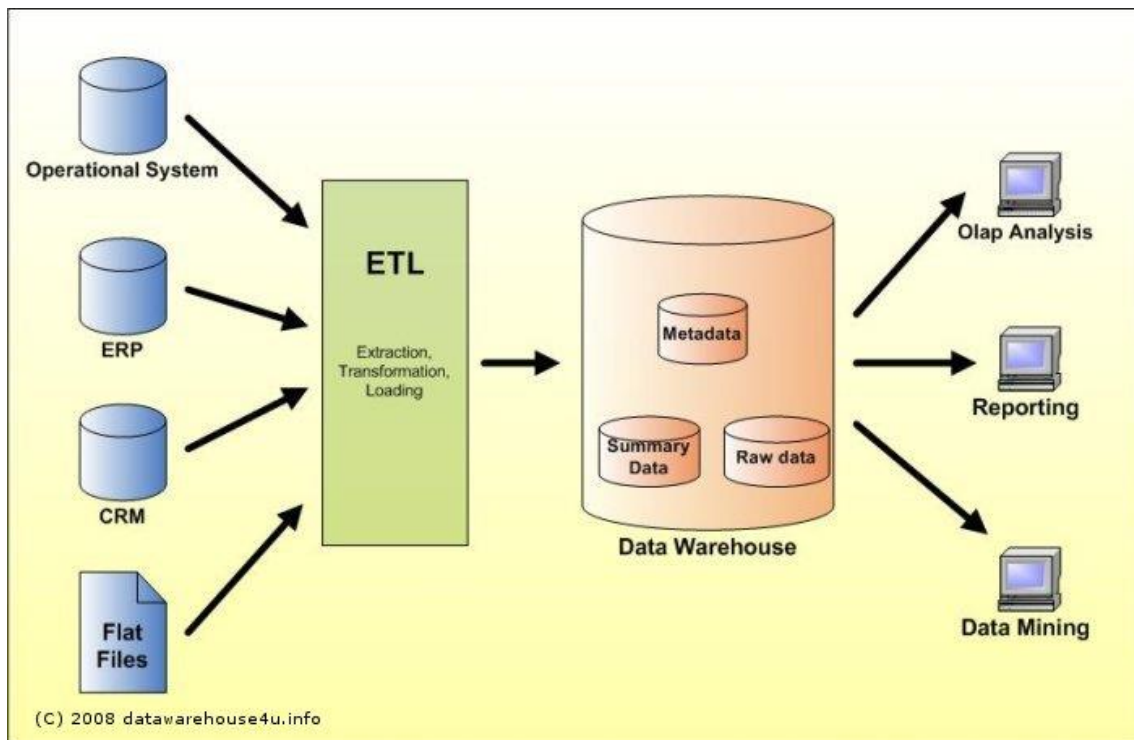 Operational System
ERP
CRM
Flat
Files
ETL
Extraction,
Transformation,
Loading
Metadata
Summary
Data
Raw data
Data Warehouse
Olap Analysis
Reporting
Data Mining
(C) 2008 datawarehouse4u.info